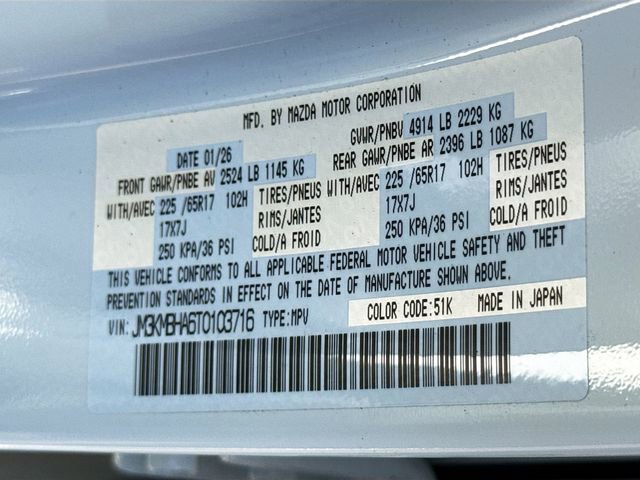 MFD. BY MAZDA MOTOR CORPORATION
DATE 01/26 GVWR/PNBV 4914 LB 2229 KG
FRONT GAWR/PNBE AV 2524 LB 1145 KG REAR GAWR/PNBE AR 2396 LB 1087 KG
WITH/AVEC 225 /65R17 102H TIRES/PNEUS WITH/AVEC 225 /65R17 102H TIRES/PNEUS
17X7J RIMS/JANTES 17X7J RIMS/JANTES
250 KPA/36 PSI COLD/A FROID 250 KPA/36 PSI COLD/A FROID
THIS VEHICLE CONFORMS TO ALL APPLICABLE FEDERAL MOTOR VEHICLE SAFETY AND THEFT
PREVENTION STANDARDS IN EFFECT ON THE DATE OF MANUFACTURE SHOWN ABOVE.
VIN: JM3KMBHA6T0103716 TYPE:MPV COLOR CODE:51K MADE IN JAPAN